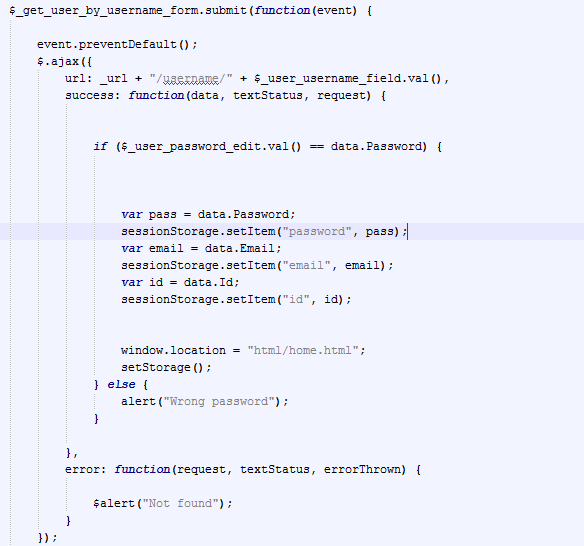 $_get_user_by_username_form.submit(function(event) {
event.preventDefault();
$.ajax({
url: _url + "/username/" + $_user_username_field.val(),
success: function(data, textStatus, request) {
if ($_user_password_edit.val() == data.Password) {
var pass = data.Password;
sessionStorage.setItem("password", pass);
var email = data.Email;
sessionStorage.setItem("email", email);
var id = data.Id;
sessionStorage.setItem("id", id);
window.location = "html/home.html";
setStorage();
} else {
alert("Wrong password");
}
},
error: function(request, textStatus, errorThrown) {
$alert("Not found");
}
});